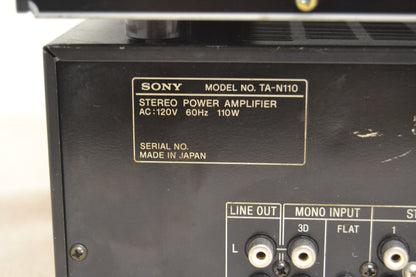 SONY MODEL NO. TA-N110
STEREO POWER AMPLIFIER
AC:120V 60Hz 110W
SERIAL NO.
MADE IN JAPAN
LINE OUT MONO INPUT ST
3D FLAT 1
L